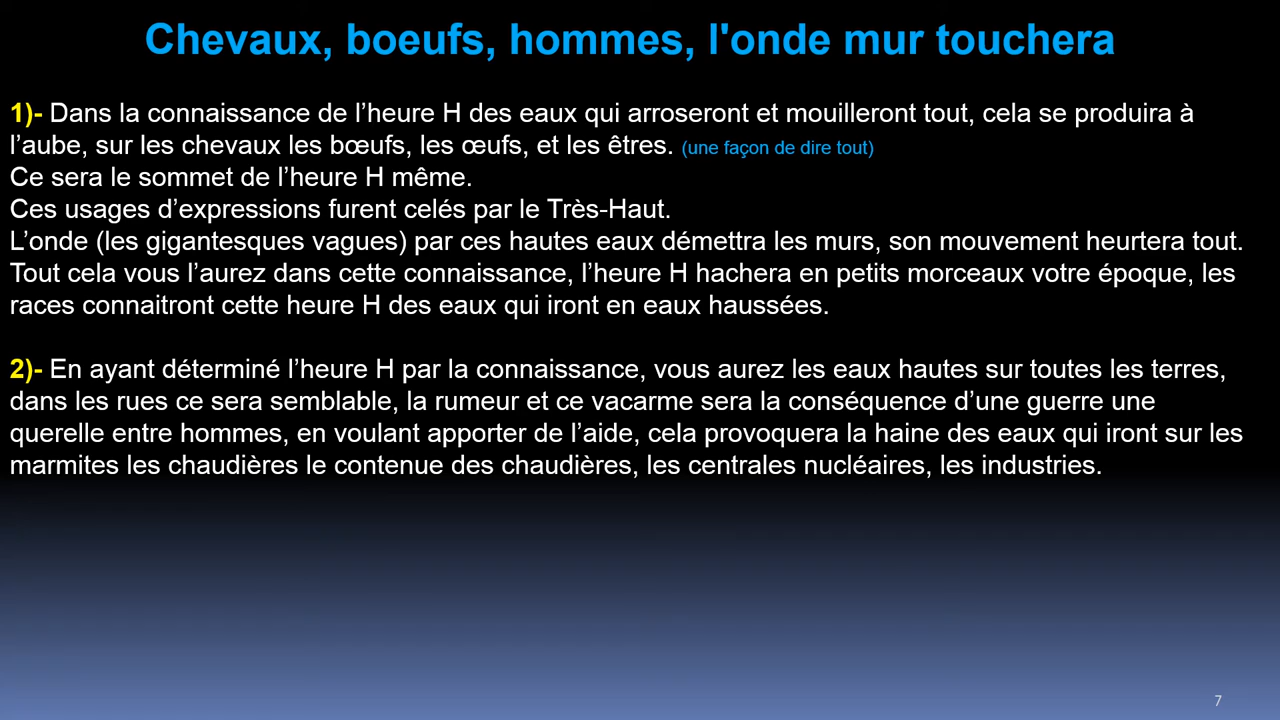 Chevaux, boeufs, hommes, l'onde mur touchera
1)- Dans la connaissance de l’heure H des eaux qui arroseront et mouilleront tout, cela se produira à
l’aube, sur les chevaux les bœufs, les œufs, et les êtres. (une façon de dire tout)
Ce sera le sommet de l’heure H même.
Ces usages d’expressions furent celés par le Très-Haut.
L’onde (les gigantesques vagues) par ces hautes eaux démettra les murs, son mouvement heurtera tout.
Tout cela vous l’aurez dans cette connaissance, l’heure H hachera en petits morceaux votre époque, les
races connaitront cette heure H des eaux qui iront en eaux haussées.
2)- En ayant déterminé l’heure H par la connaissance, vous aurez les eaux hautes sur toutes les terres,
dans les rues ce sera semblable, la rumeur et ce vacarme sera la conséquence d’une guerre une
querelle entre hommes, en voulant apporter de l’aide, cela provoquera la haine des eaux qui iront sur les
marmites les chaudières le contenue des chaudières, les centrales nucléaires, les industries.
7